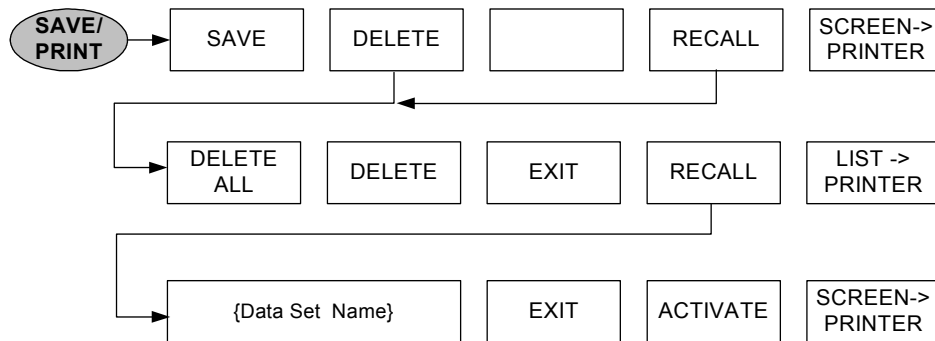 SAVE/
PRINT
SAVE
DELETE
RECALL
SCREEN->
PRINTER
DELETE
ALL
DELETE
EXIT
RECALL
LIST ->
PRINTER
{Data Set  Name}
EXIT
ACTIVATE
SCREEN->
PRINTER